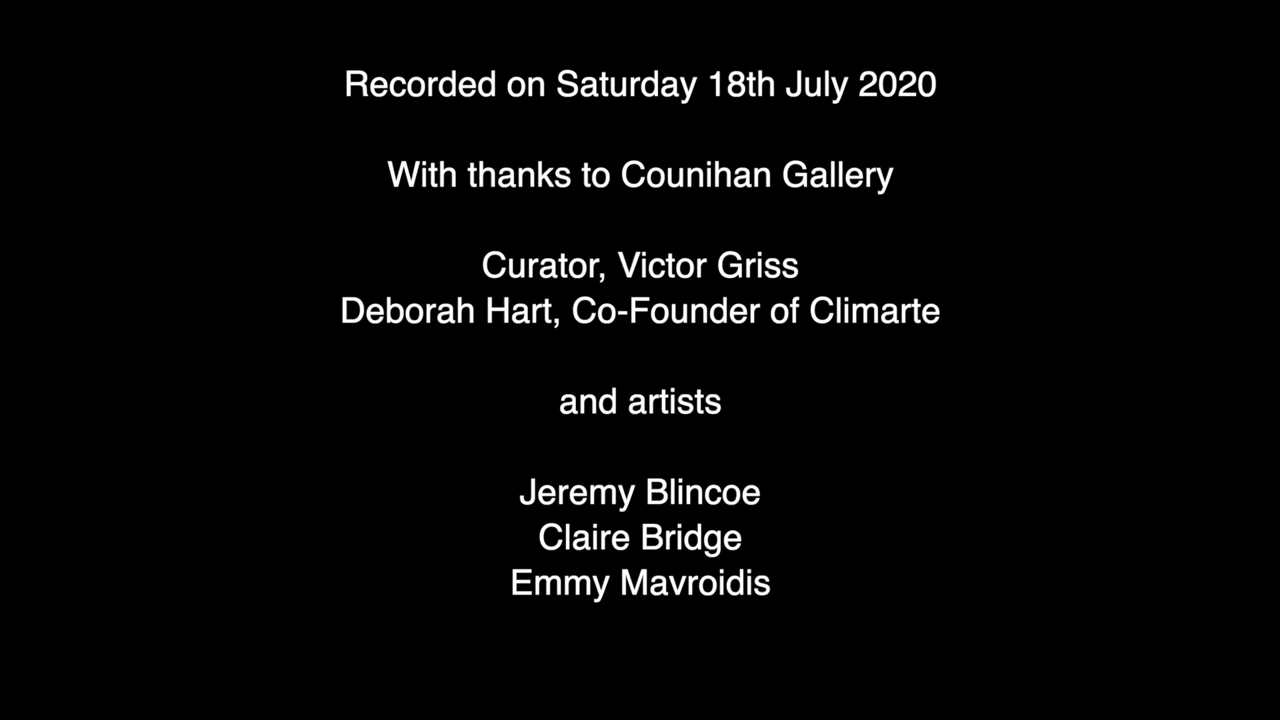 Recorded on Saturday 18th July 2020
With thanks to Counihan Gallery
Curator, Victor Griss
Deborah Hart, Co-Founder of Climarte
and artists
Jeremy Blincoe
Claire Bridge
Emmy Mavroidis